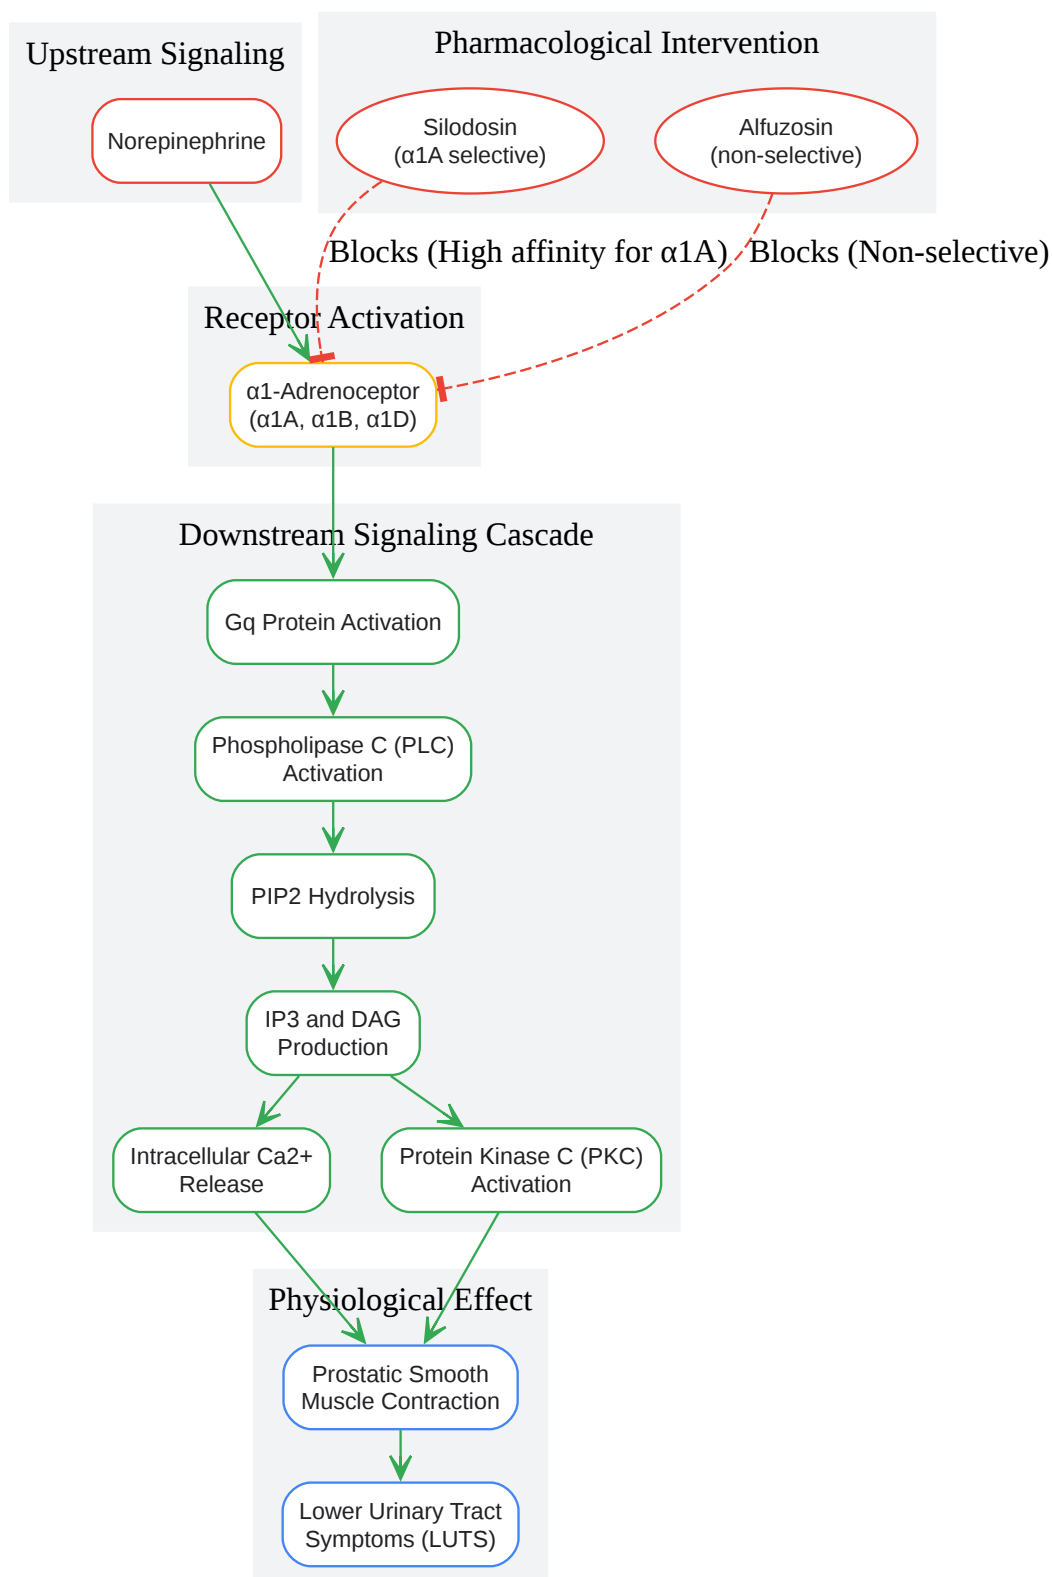 Upstream Signaling
Pharmacological Intervention
Norepinephrine
Silodosin
(α1A selective)
Alfuzosin
(non-selective)
Blocks (High affinity for α1A)
Blocks (Non-selective)
Receptor Activation
α1-Adrenoceptor
(α1A, α1B, α1D)
Downstream Signaling Cascade
Gq Protein Activation
Phospholipase C (PLC)
Activation
PIP2 Hydrolysis
IP3 and DAG
Production
Intracellular Ca2+
Release
Protein Kinase C (PKC)
Activation
Physiological Effect
Prostatic Smooth
Muscle Contraction
Lower Urinary Tract
Symptoms (LUTS)